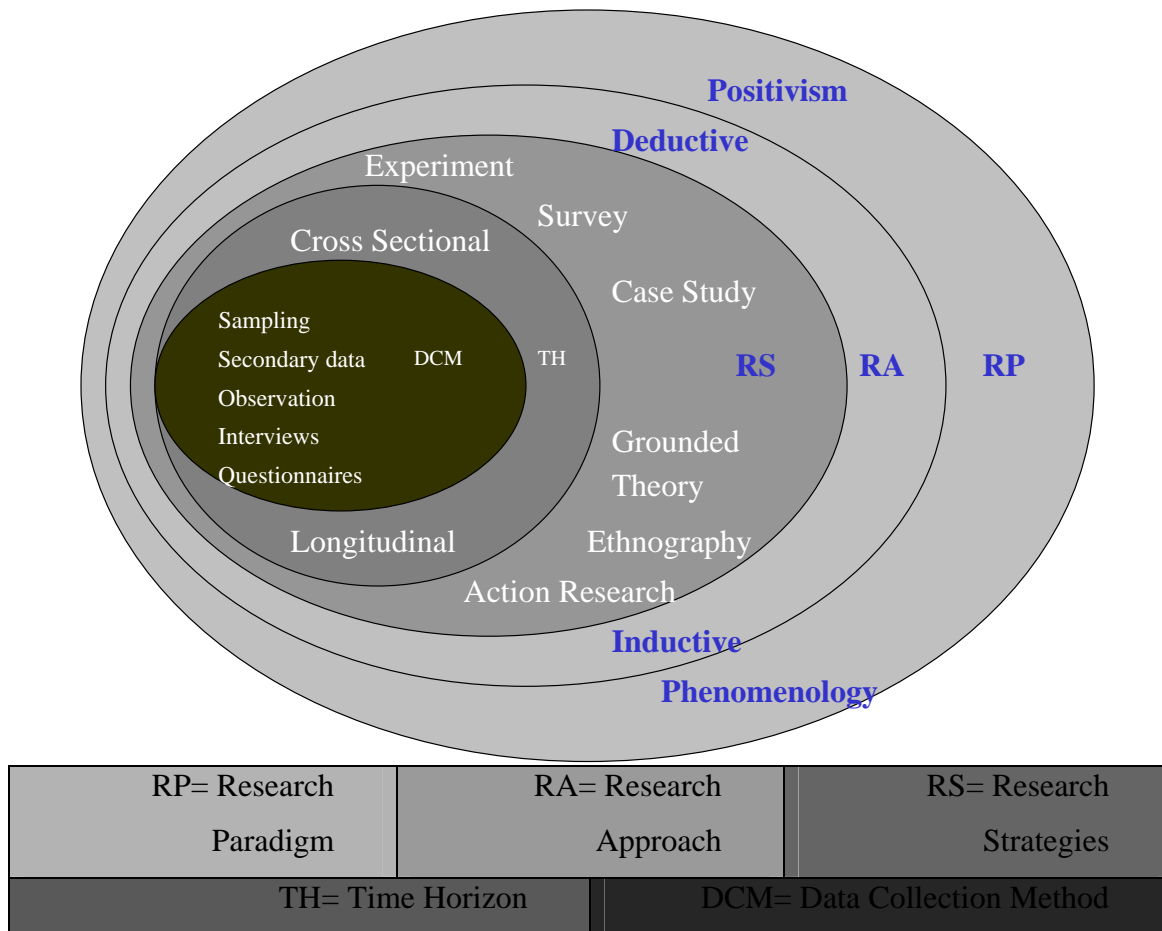 Positivism
Deductive
Experiment
Survey
Cross Sectional
Case Study
Sampling
Secondary data DCM TH RS RA RP
Observation
Interviews
Questionnaires
Grounded
Theory
Longitudinal
Ethnography
Action Research
Inductive
Phenomenology
RP= Research
Paradigm
RA= Research
Approach
RS= Research
Strategies
TH= Time Horizon
DCM= Data Collection Method